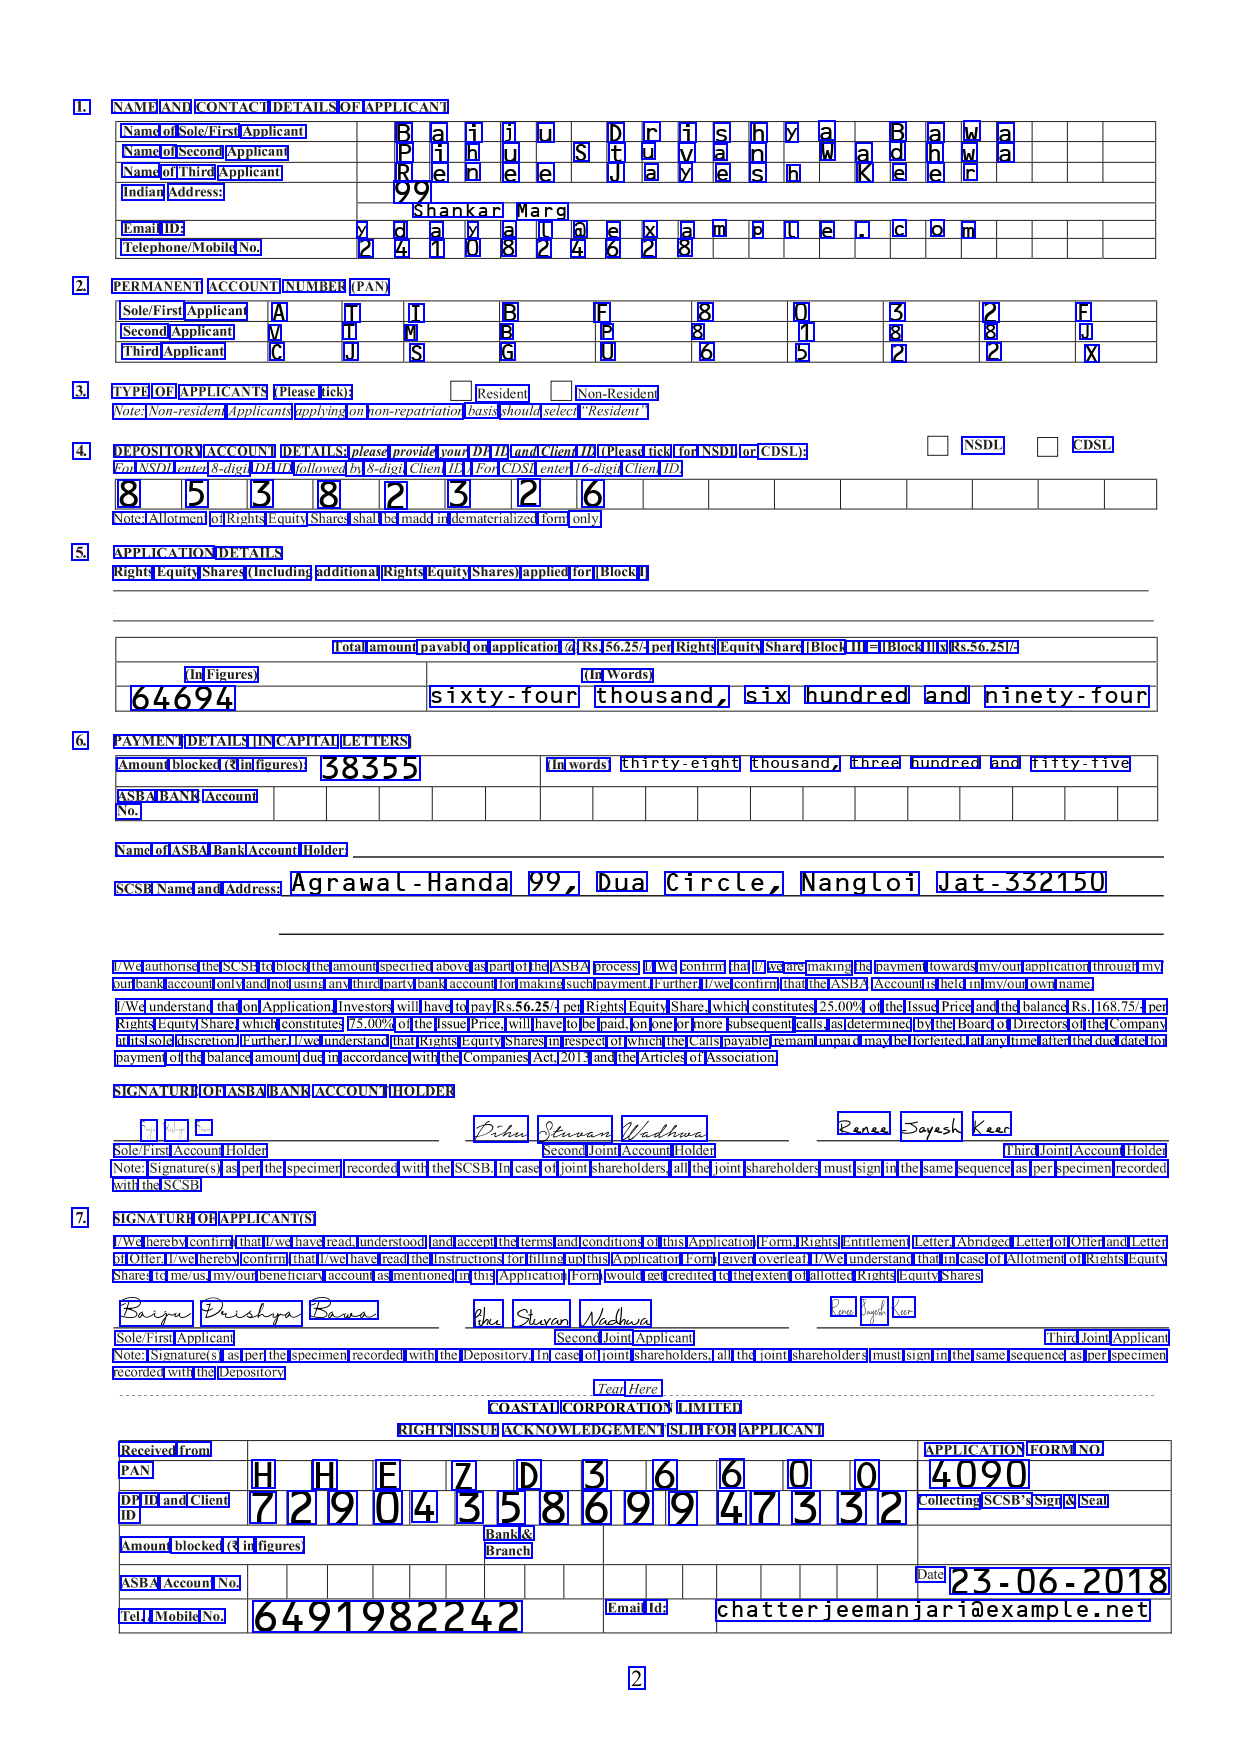 1. NAME AND CONTACT DETAILS OF APPLICANT
Name of Sole/First Applicant Baiju Drishya Bawa
Name of Second Applicant Pihu Stuvan Wadhwa
Name of Third Applicant Renee Jayesh Keer
Indian Address: 99
Shankar Marg
Email ID: ydayal@example.com
Telephone/Mobile No. 2410824628
2. PERMANENT ACCOUNT NUMBER (PAN)
Sole/First Applicant A T I B F 8 0 3 2 F
Second Applicant V T M B P 8 1 8 8 J
Third Applicant C J S G U 6 5 2 2 X
3. TYPE OF APPLICANTS (Please tick): Resident Non-Resident
Note: Non-resident Applicants applying on non-repatriation basis should select "Resident"
4. DEPOSITORY ACCOUNT DETAILS: please provide your DP ID and Client ID (Please tick for NSDL or CDSL): NSDL CDSL
For NSDL enter 8-digit DP ID followed by 8-digit Client ID / For CDSL enter 16-digit Client ID.
8 5 3 8 2 3 2 6
Note: Allotment of Rights Equity Shares shall be made in dematerialized form only.
5. APPLICATION DETAILS
Rights Equity Shares (Including additional Rights Equity Shares) applied for [Block I]
Total amount payable on application @ Rs. 56.25/- per Rights Equity Share [Block II] = [Block I] x Rs.56.25]/-
(In Figures) (In Words)
64694 sixty-four thousand, six hundred and ninety-four
6. PAYMENT DETAILS [IN CAPITAL LETTERS]
Amount blocked (₹ in figures): 38355 (In words) thirty-eight thousand, three hundred and fifty-five
ASBA BANK Account
No.
Name of ASBA Bank Account Holder:
SCSB Name and Address: Agrawal-Handa 99, Dua Circle, Nangloi Jat-332150
I/We authorise the SCSB to block the amount specified above as part of the ASBA process. I/ We confirm that I/ we are making the payment towards my/our application through my/
our bank account only and not using any third party bank account for making such payment. Further, I/we confirm that the ASBA Account is held in my/our own name.
I/We understand that on Application, Investors will have to pay Rs.56.25/- per Rights Equity Share, which constitutes 25.00% of the Issue Price and the balance Rs. 168.75/- per
Rights Equity Share, which constitutes 75.00% of the Issue Price, will have to be paid, on one or more subsequent calls, as determined by the Board of Directors of the Company
at its sole discretion. Further, I/we understand that Rights Equity Shares in respect of which the Calls payable remain unpaid may be forfeited, at any time after the due date for
payment of the balance amount due in accordance with the Companies Act, 2013 and the Articles of Association.
SIGNATURE OF ASBA BANK ACCOUNT HOLDER
Baiju Drishya Bawa Pihu Stuvan Wadhwa Renee Jayesh Keer
Sole/First Account Holder Second Joint Account Holder Third Joint Account Holder
Note: Signature(s) as per the specimen recorded with the SCSB. In case of joint shareholders, all the joint shareholders must sign in the same sequence as per specimen recorded
with the SCSB
7. SIGNATURE OF APPLICANT(S)
I/We hereby confirm that I/we have read, understood and accept the terms and conditions of this Application Form, Rights Entitlement Letter, Abridged Letter of Offer and Letter
of Offer. I/we hereby confirm that I/we have read the Instructions for filling up this Application Form given overleaf. I/We understand that in case of Allotment of Rights Equity
Shares to me/us, my/our beneficiary account as mentioned in this Application Form would get credited to the extent of allotted Rights Equity Shares
Baiju Drishya Bawa Pihu Stuvan Wadhwa Renee Jayesh Keer
Sole/First Applicant Second Joint Applicant Third Joint Applicant
Note: Signature(s) as per the specimen recorded with the Depository. In case of joint shareholders, all the joint shareholders must sign in the same sequence as per specimen
recorded with the Depository
Tear Here
COASTAL CORPORATION LIMITED
RIGHTS ISSUE ACKNOWLEDGEMENT SLIP FOR APPLICANT
Received from APPLICATION FORM NO.
PAN H H E Z D 3 6 6 0 0 4090
DP ID and Client 7290435869947332 Collecting SCSB's Sign & Seal
ID
Amount blocked (₹ in figures) Bank &
Branch
ASBA Account No. Date 23-06-2018
Tel./ Mobile No. 6491982242 Email Id: chatterjeemanjari@example.net
2